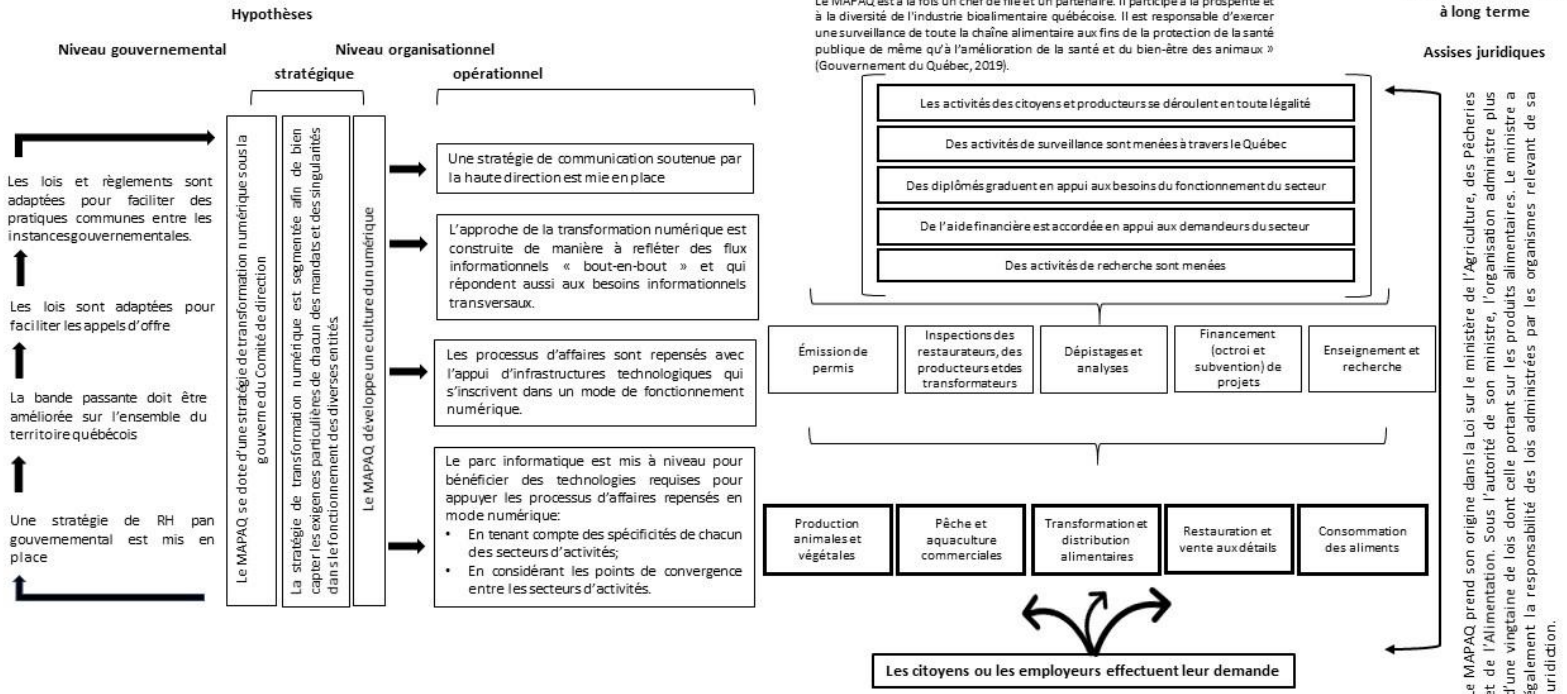 Hypothèses
Niveau gouvernemental
Niveau organisationnel
stratégique
opérationnel
Les lois et règlements sont
adaptées pour faciliter des
pratiques communes entre les
instancesgouvernementales.
Les lois sont adaptées pour
faciliter les appels d'offre
La bande passante doit être
améliorée sur l'ensemble du
territoire québécois
Une stratégie de RH pan
gouvernemental est mis en
place
Le MAPAQ se dote d'une stratégie de transformation numérique sous la
gouverne du Comité de direction
La stratégie de transformation numérique est segmentée afin de bien
capter les exigences particulières de chacun des mandats et des singularités
dans le fonctionnement des diverses entités
Le MAPAQ développe une culture du numérique
Une stratégie de communication soutenue par
la haute direction est mie en place
L'approche de la transformation numérique est
construite de manière à refléter des flux
informationnels « bout-en-bout » et qui
répondent aussi aux besoins informationnels
transversaux.
Les processus d'affaires sont repensés avec
l'appui d'infrastructures technologiques qui
s'inscrivent dans un mode de fonctionnement
numérique.
Le parc informatique est mis à niveau pour
bénéficier des technologies requises pour
appuyer les processus d'affaires repensés en
mode numérique:
• En tenant compte des spécificités de chacun
des secteurs d'activités;
• En considérant les points de convergence
entre les secteurs d'activités.
Le MAPAQ est à la fois un chef de file et un partenaire. Il participe à la prospérité et
à la diversité de l'industrie bioalimentaire québécoise. Il est responsable d'exercer
une surveillance de toute la chaîne alimentaire aux fins de la protection de la santé
publique de même qu'à l'amélioration de la santé et du bien-être des animaux »
(Gouvernement du Québec, 2019).
Les activités des citoyens et producteurs se déroulent en toute légalité
Des activités de surveillance sont menées à travers le Québec
Des diplômés graduent en appui aux besoins du fonctionnement du secteur
De l'aide financière est accordée en appui aux demandeurs du secteur
Des activités de recherche sont menées
Émission de
permis
Inspections des
restaurateurs, des
producteurs et des
transformateurs
Dépistages et
analyses
Financement
(octroi et
subvention) de
projets
Enseignement et
recherche
Production
animales et
végétales
Pêche et
aquaculture
commerciales
Transformation et
distribution
alimentaires
Restauration et
vente aux détails
Consommation
des aliments
Les citoyens ou les employeurs effectuent leur demande
à long terme
Assises juridiques
Le MAPAQ prend son origine dans la Loi sur le ministère de l'Agriculture, des Pêcheries
et de l'Alimentation. Sous l'autorité de son ministre, l'organisation administre plus
d'une vingtaine de lois dont celle portant sur les produits alimentaires. Le ministre a
également la responsabilité des lois administrées par les organismes relevant de sa
juridiction.